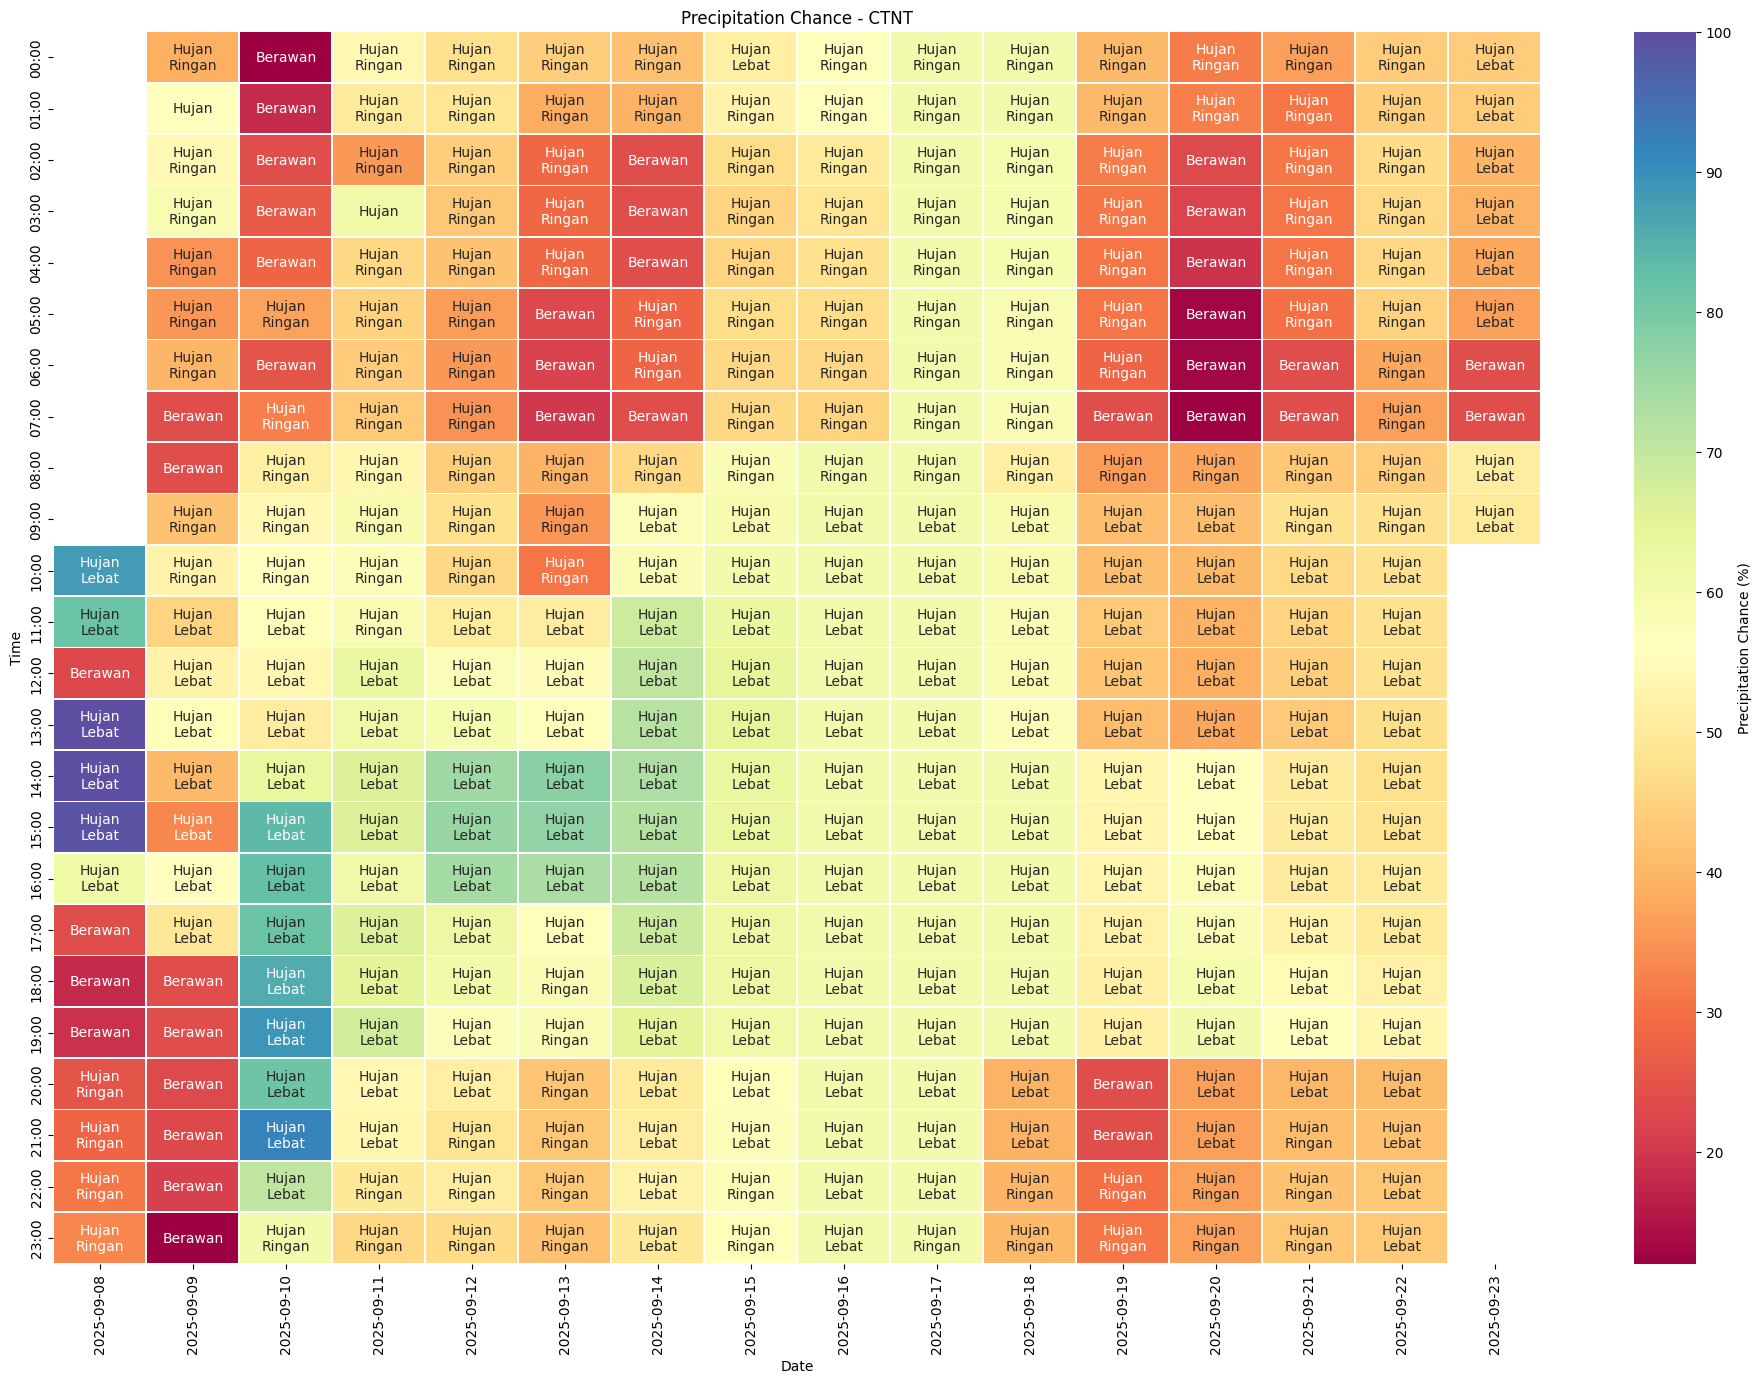 Precipitation Chance - CTNT
00:00 Hujan Ringan Berawan Hujan Ringan Hujan Ringan Hujan Ringan Hujan Ringan Hujan Lebat Hujan Ringan Hujan Ringan Hujan Ringan Hujan Ringan Hujan Ringan Hujan Ringan Hujan Ringan Hujan Lebat
01:00 Hujan Berawan Hujan Ringan Hujan Ringan Hujan Ringan Hujan Ringan Hujan Ringan Hujan Ringan Hujan Ringan Hujan Ringan Hujan Ringan Hujan Ringan Hujan Ringan Hujan Ringan Hujan Lebat
02:00 Hujan Ringan Berawan Hujan Ringan Hujan Ringan Hujan Ringan Berawan Hujan Ringan Hujan Ringan Hujan Ringan Hujan Ringan Hujan Ringan Berawan Hujan Ringan Hujan Ringan Hujan Lebat
03:00 Hujan Ringan Berawan Hujan Hujan Ringan Hujan Ringan Berawan Hujan Ringan Hujan Ringan Hujan Ringan Hujan Ringan Hujan Ringan Berawan Hujan Ringan Hujan Ringan Hujan Lebat
04:00 Hujan Ringan Berawan Hujan Ringan Hujan Ringan Hujan Ringan Berawan Hujan Ringan Hujan Ringan Hujan Ringan Hujan Ringan Hujan Ringan Berawan Hujan Ringan Hujan Ringan Hujan Lebat
05:00 Hujan Ringan Hujan Ringan Hujan Ringan Hujan Ringan Berawan Hujan Ringan Hujan Ringan Hujan Ringan Hujan Ringan Hujan Ringan Hujan Ringan Berawan Hujan Ringan Hujan Ringan Hujan Lebat
06:00 Hujan Ringan Berawan Hujan Ringan Hujan Ringan Berawan Hujan Ringan Hujan Ringan Hujan Ringan Hujan Ringan Hujan Ringan Hujan Ringan Berawan Berawan Hujan Ringan Berawan
07:00 Berawan Hujan Ringan Hujan Ringan Hujan Ringan Berawan Berawan Hujan Ringan Hujan Ringan Hujan Ringan Hujan Ringan Berawan Berawan Berawan Hujan Ringan Berawan
08:00 Berawan Hujan Ringan Hujan Ringan Hujan Ringan Hujan Ringan Hujan Ringan Hujan Ringan Hujan Ringan Hujan Ringan Hujan Ringan Hujan Ringan Hujan Ringan Hujan Ringan Hujan Ringan Hujan Lebat
09:00 Hujan Ringan Hujan Ringan Hujan Ringan Hujan Ringan Hujan Ringan Hujan Lebat Hujan Lebat Hujan Lebat Hujan Lebat Hujan Lebat Hujan Lebat Hujan Lebat Hujan Ringan Hujan Ringan Hujan Lebat
10:00 Hujan Lebat Hujan Ringan Hujan Ringan Hujan Ringan Hujan Ringan Hujan Ringan Hujan Lebat Hujan Lebat Hujan Lebat Hujan Lebat Hujan Lebat Hujan Lebat Hujan Lebat Hujan Lebat Hujan Lebat
11:00 Hujan Lebat Hujan Lebat Hujan Lebat Hujan Ringan Hujan Lebat Hujan Lebat Hujan Lebat Hujan Lebat Hujan Lebat Hujan Lebat Hujan Lebat Hujan Lebat Hujan Lebat Hujan Lebat Hujan Lebat
12:00 Berawan Hujan Lebat Hujan Lebat Hujan Lebat Hujan Lebat Hujan Lebat Hujan Lebat Hujan Lebat Hujan Lebat Hujan Lebat Hujan Lebat Hujan Lebat Hujan Lebat Hujan Lebat Hujan Lebat
13:00 Hujan Lebat Hujan Lebat Hujan Lebat Hujan Lebat Hujan Lebat Hujan Lebat Hujan Lebat Hujan Lebat Hujan Lebat Hujan Lebat Hujan Lebat Hujan Lebat Hujan Lebat Hujan Lebat Hujan Lebat
14:00 Hujan Lebat Hujan Lebat Hujan Lebat Hujan Lebat Hujan Lebat Hujan Lebat Hujan Lebat Hujan Lebat Hujan Lebat Hujan Lebat Hujan Lebat Hujan Lebat Hujan Lebat Hujan Lebat Hujan Lebat
15:00 Hujan Lebat Hujan Lebat Hujan Lebat Hujan Lebat Hujan Lebat Hujan Lebat Hujan Lebat Hujan Lebat Hujan Lebat Hujan Lebat Hujan Lebat Hujan Lebat Hujan Lebat Hujan Lebat Hujan Lebat
16:00 Hujan Lebat Hujan Lebat Hujan Lebat Hujan Lebat Hujan Lebat Hujan Lebat Hujan Lebat Hujan Lebat Hujan Lebat Hujan Lebat Hujan Lebat Hujan Lebat Hujan Lebat Hujan Lebat Hujan Lebat
17:00 Berawan Hujan Lebat Hujan Lebat Hujan Lebat Hujan Lebat Hujan Lebat Hujan Lebat Hujan Lebat Hujan Lebat Hujan Lebat Hujan Lebat Hujan Lebat Hujan Lebat Hujan Lebat Hujan Lebat
18:00 Berawan Berawan Hujan Lebat Hujan Lebat Hujan Lebat Hujan Ringan Hujan Lebat Hujan Lebat Hujan Lebat Hujan Lebat Hujan Lebat Hujan Lebat Hujan Lebat Hujan Lebat Hujan Lebat
19:00 Berawan Berawan Hujan Lebat Hujan Lebat Hujan Lebat Hujan Ringan Hujan Lebat Hujan Lebat Hujan Lebat Hujan Lebat Hujan Lebat Hujan Lebat Hujan Lebat Hujan Lebat Hujan Lebat
20:00 Hujan Ringan Berawan Hujan Lebat Hujan Lebat Hujan Lebat Hujan Ringan Hujan Lebat Hujan Lebat Hujan Lebat Hujan Lebat Hujan Lebat Berawan Hujan Lebat Hujan Lebat Hujan Lebat
21:00 Hujan Ringan Berawan Hujan Lebat Hujan Lebat Hujan Ringan Hujan Ringan Hujan Lebat Hujan Lebat Hujan Lebat Hujan Lebat Hujan Lebat Berawan Hujan Lebat Hujan Ringan Hujan Lebat
22:00 Hujan Ringan Berawan Hujan Lebat Hujan Ringan Hujan Ringan Hujan Ringan Hujan Lebat Hujan Ringan Hujan Lebat Hujan Lebat Hujan Ringan Hujan Ringan Hujan Ringan Hujan Ringan Hujan Lebat
23:00 Hujan Ringan Berawan Hujan Ringan Hujan Ringan Hujan Ringan Hujan Ringan Hujan Lebat Hujan Ringan Hujan Lebat Hujan Ringan Hujan Ringan Hujan Ringan Hujan Ringan Hujan Ringan Hujan Lebat
Time
2025-09-08 2025-09-09 2025-09-10 2025-09-11 2025-09-12 2025-09-13 2025-09-14 2025-09-15 2025-09-16 2025-09-17 2025-09-18 2025-09-19 2025-09-20 2025-09-21 2025-09-22 2025-09-23
Date
100
90
80
70
60
50
40
30
20
Precipitation Chance (%)